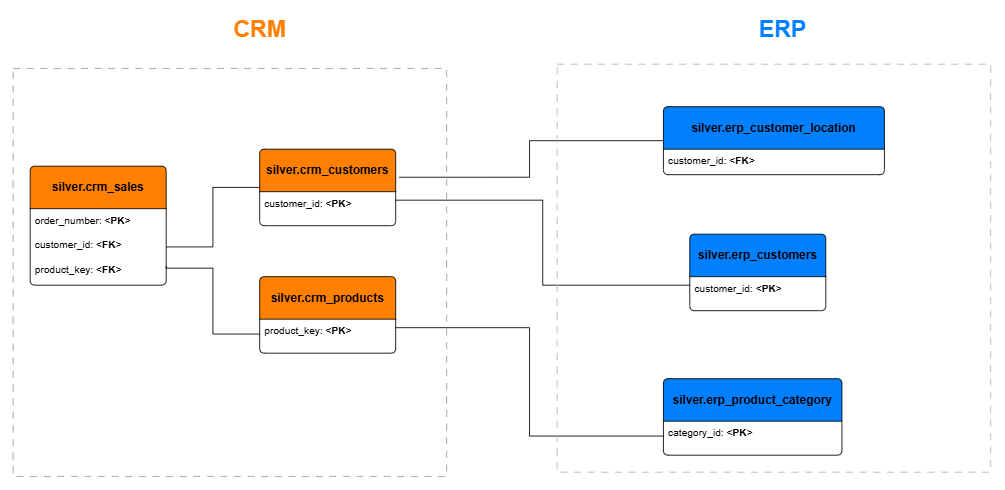 CRM
ERP
silver.crm_sales
order_number: <PK>
customer_id: <FK>
product_key: <FK>
silver.crm_customers
customer_id: <PK>
silver.crm_products
product_key: <PK>
silver.erp_customer_location
customer_id: <FK>
silver.erp_customers
customer_id: <PK>
silver.erp_product_category
category_id: <PK>